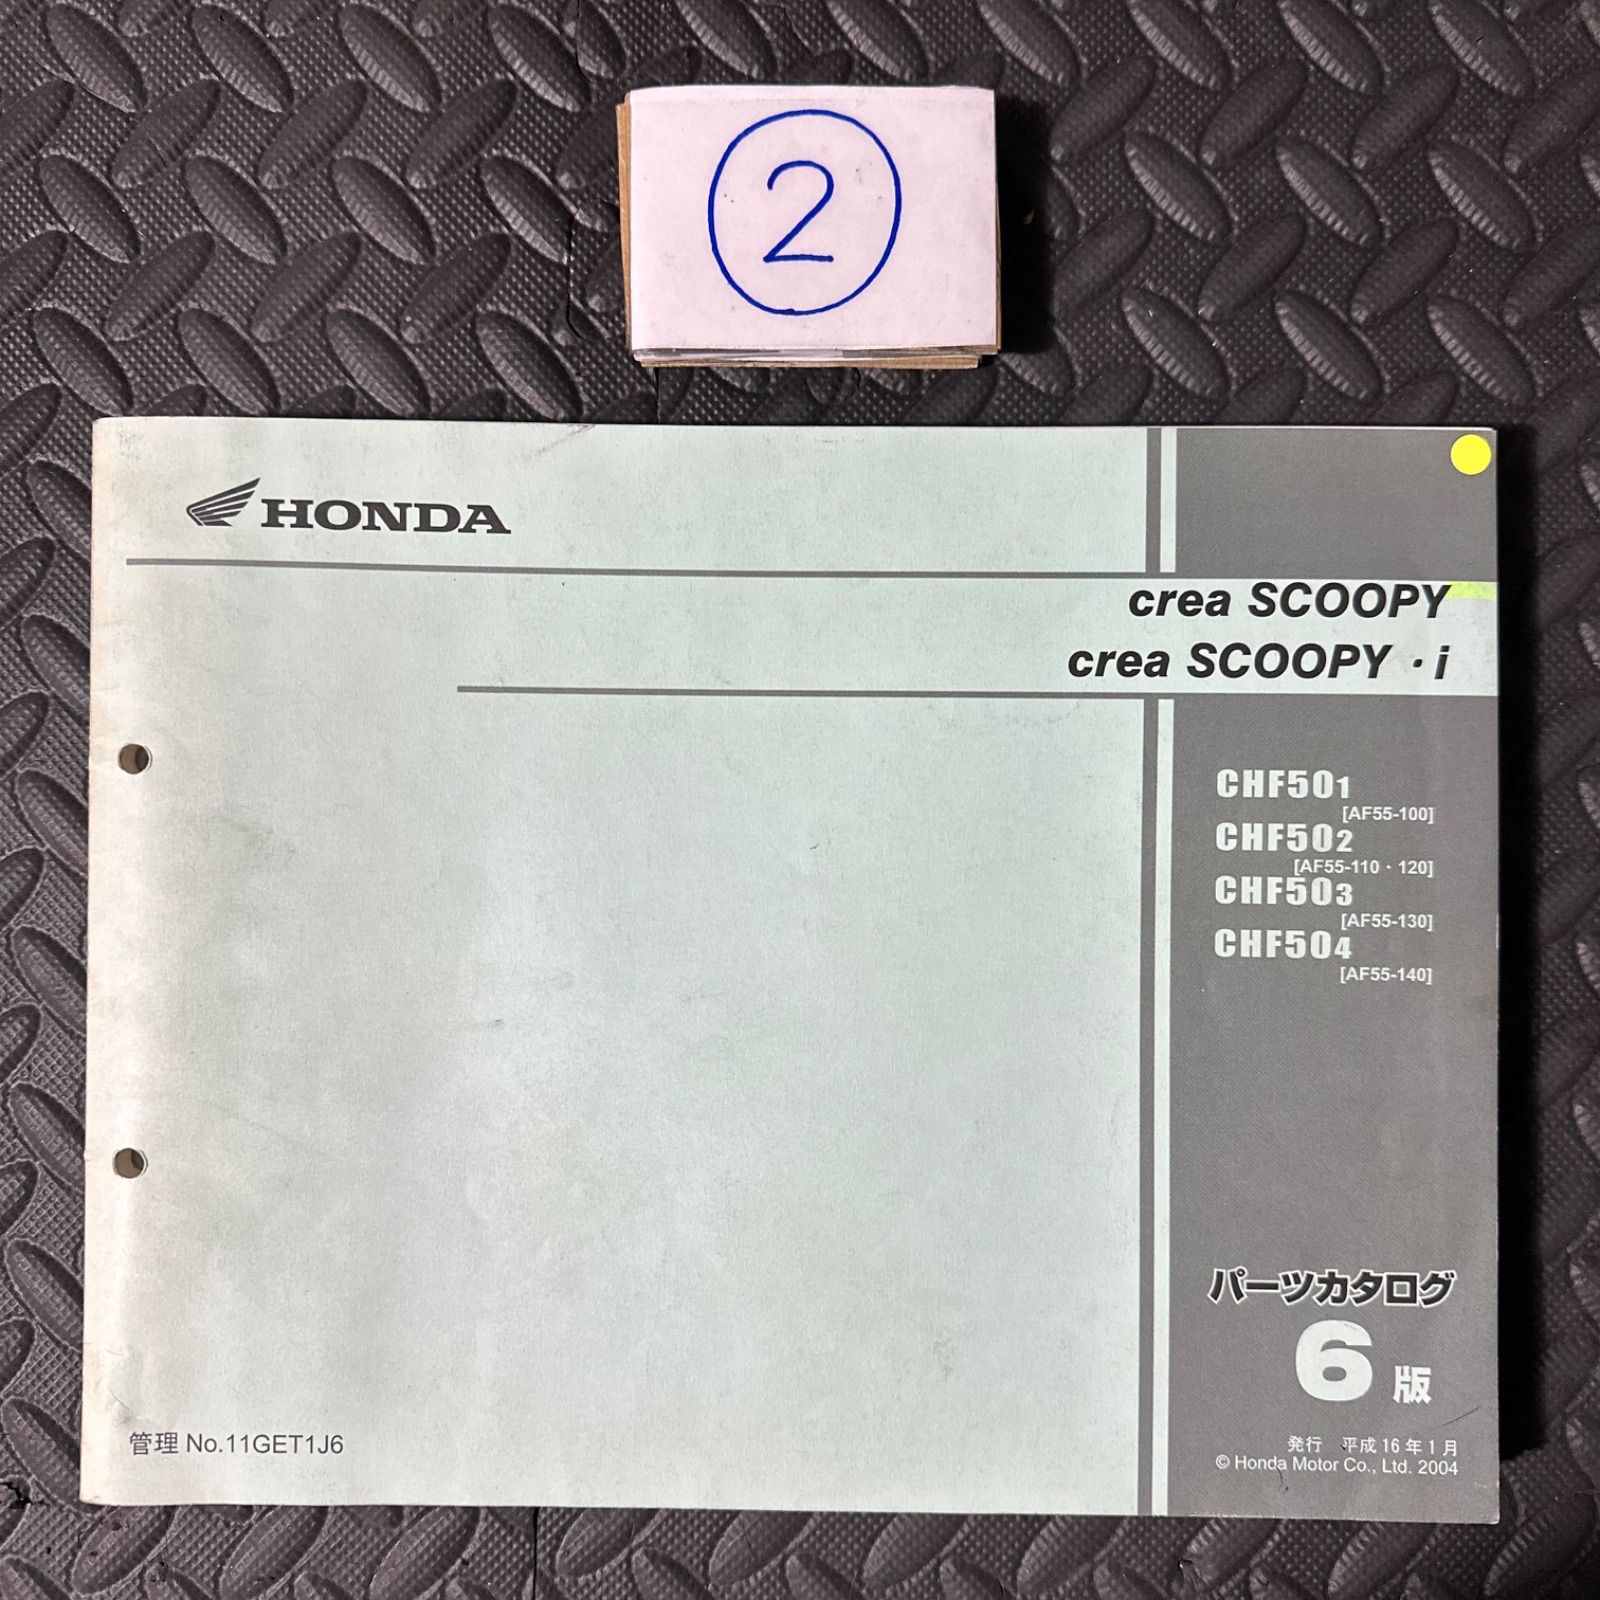 ②
HONDA
crea SCOOPY
crea SCOOPY・i
CHF501
[AF55-100]
CHF502
[AF55-110・120]
CHF503
[AF55-130]
CHF504
[AF55-140]
パーツカタログ
6版
管理 No.11GET1J6
発行 平成16年1月
© Honda Motor Co., Ltd. 2004